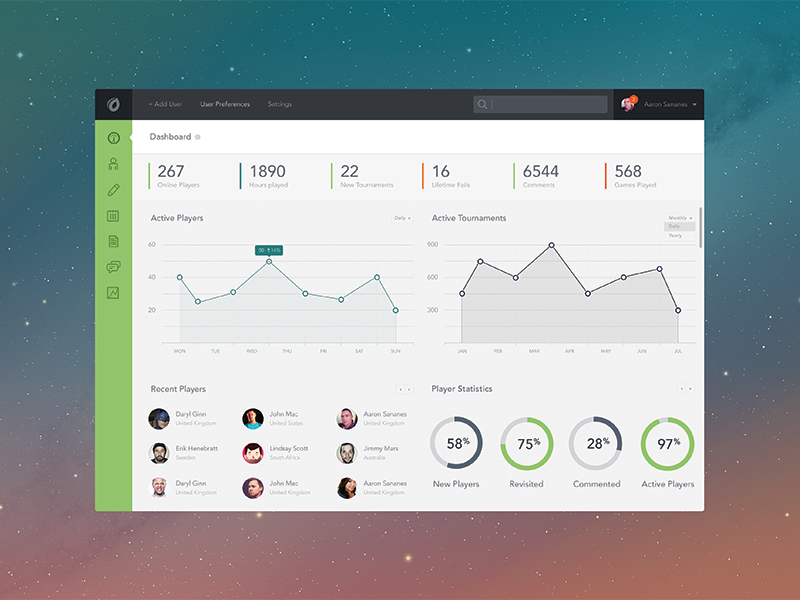 + Add User User Preferences Settings Aaron Sananes
Dashboard
267 1890 22 16 6544 568
Online Players Hours played New Tournaments Lifetime Fails Comments Games Played
Active Players Daily
60
40
20
MON TUE WED THU FRI SAT SUN
Active Tournaments Monthly
Daily
Yearly
900
600
300
JAN FEB MAR APR MAY JUN JUL
Recent Players
Daryl Ginn John Mac Aaron Sananes
United Kingdom United States United Kingdom
Erik Henebratt Lindsay Scott Jimmy Mars
Sweden South Africa Australia
Daryl Ginn John Mac Aaron Sananes
United Kingdom United Kingdom United Kingdom
Player Statistics
58% 75% 28% 97%
New Players Revisited Commented Active Players